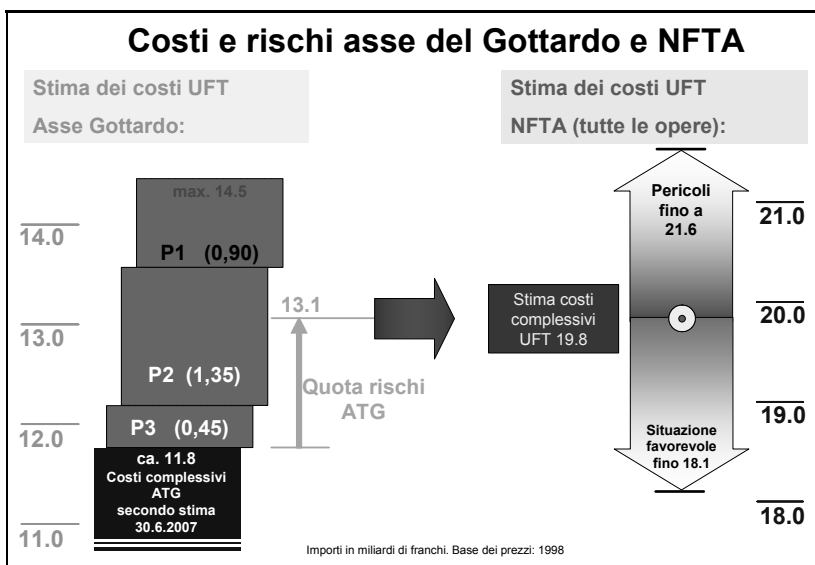 Costi e rischi asse del Gottardo e NFTA
Stima dei costi UFT
Asse Gottardo:
Stima dei costi UFT
NFTA (tutte le opere):
max. 14.5
P1 (0,90)
P2 (1,35)
P3 (0,45)
ca. 11.8
Costi complessivi
ATG
secondo stima
30.6.2007
14.0
13.0
12.0
11.0
13.1
Quota rischi
ATG
Stima costi
complessivi
UFT 19.8
Pericoli
fino a
21.6
Situazione
favorevole
fino 18.1
21.0
20.0
19.0
18.0
Importi in miliardi di franchi. Base dei prezzi: 1998